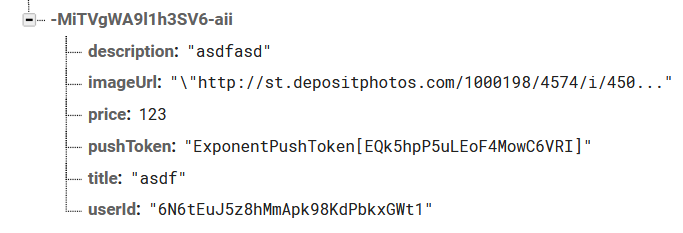 -MiTVgWA9l1h3SV6-aii
description: "asdfasd"
imageUrl: "\"http://st.depositphotos.com/1000198/4574/i/450..."
price: 123
pushToken: "ExponentPushToken[EQk5hpP5uLEoF4MowC6VRI]"
title: "asdf"
userId: "6N6tEuJ5z8hMmApk98KdPbkxGWt1"